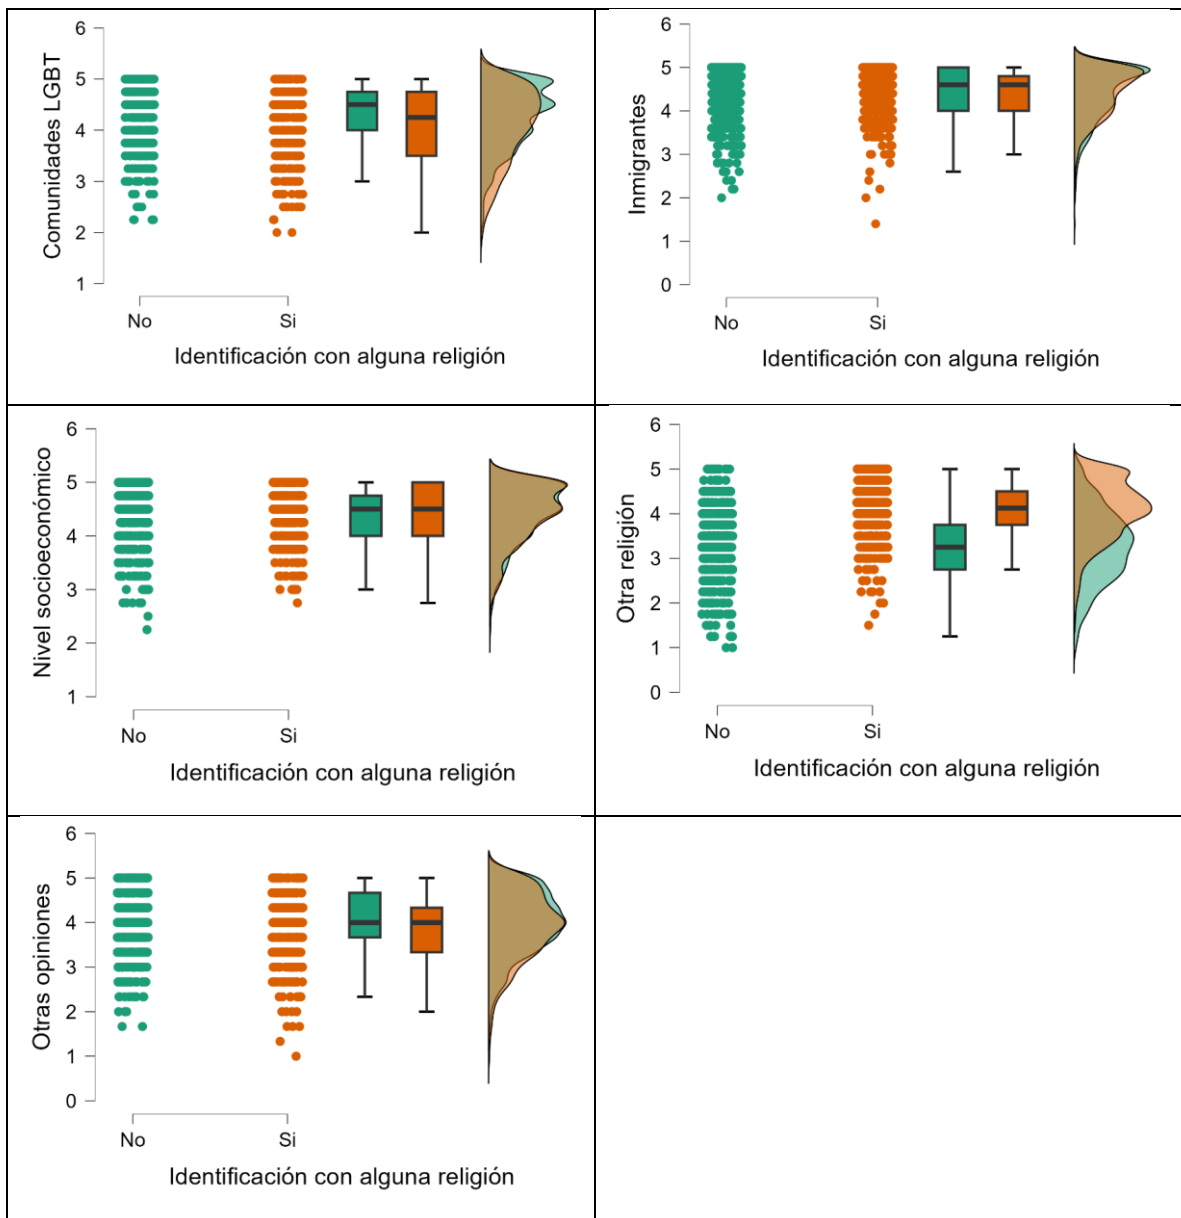 Comunidades LGBT
6
5
4
3
2
1
No
Si
Identificación con alguna religión
Inmigrantes
6
5
4
3
2
1
0
No
Si
Identificación con alguna religión
Nivel socioeconómico
6
5
4
3
2
1
No
Si
Identificación con alguna religión
Otra religión
6
5
4
3
2
1
0
No
Si
Identificación con alguna religión
Otras opiniones
6
5
4
3
2
1
0
No
Si
Identificación con alguna religión